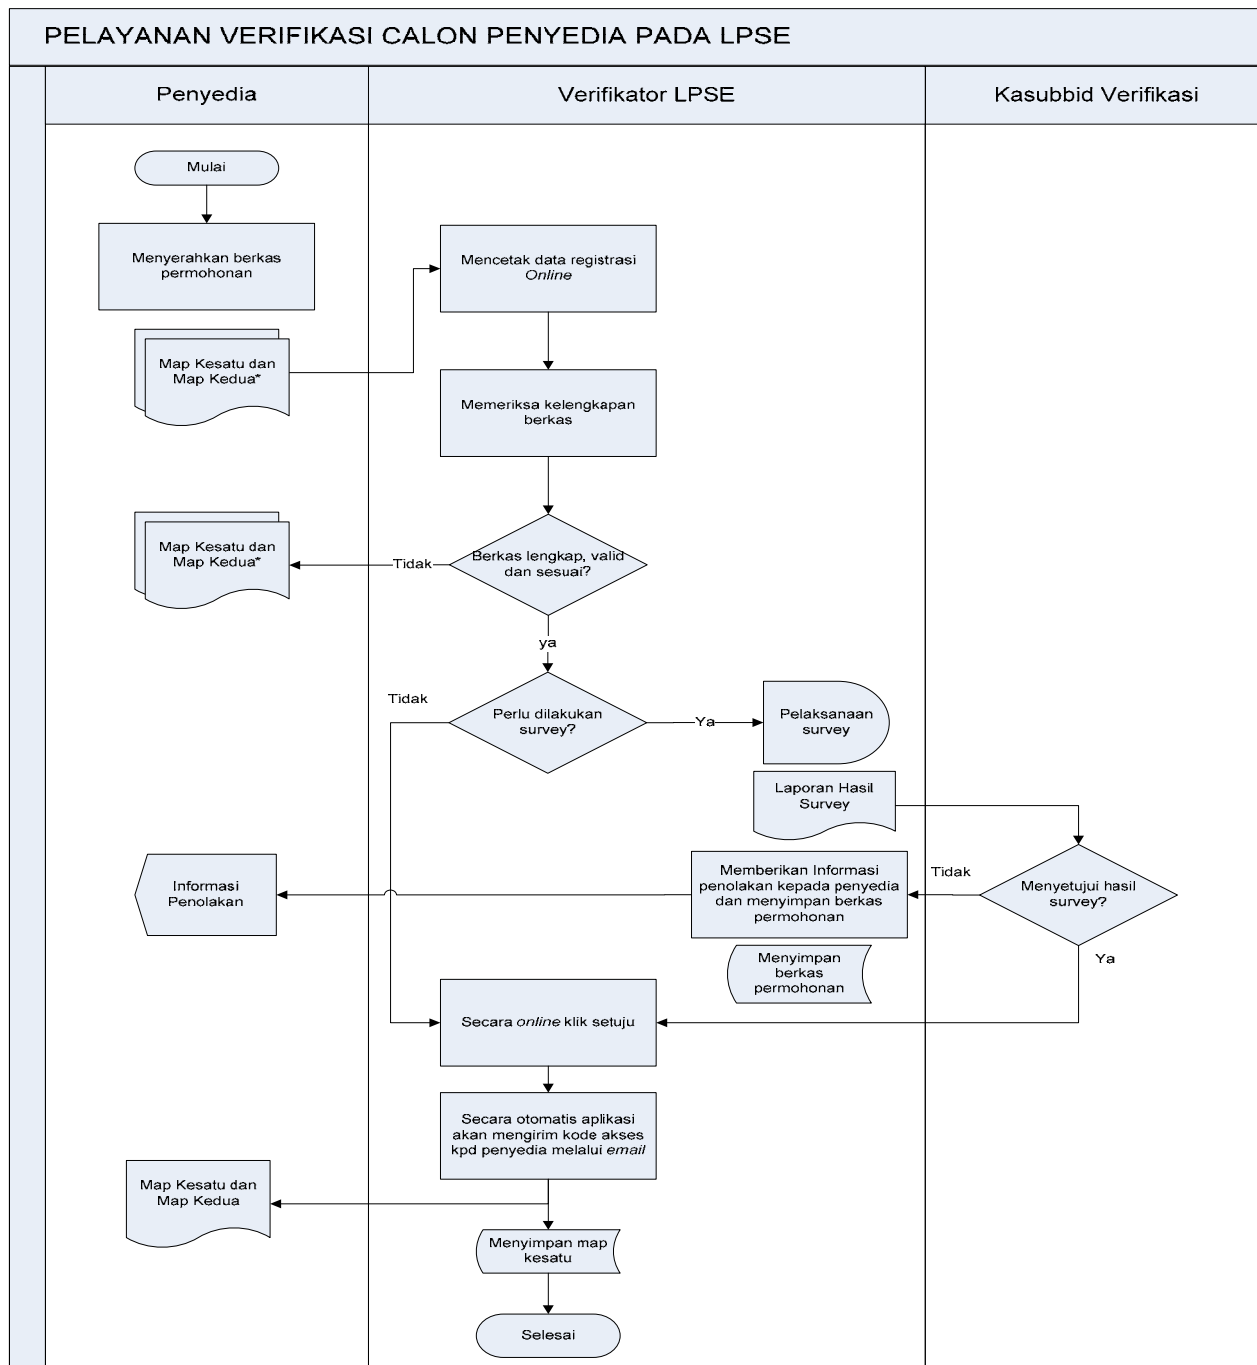 PELAYANAN VERIFIKASI CALON PENYEDIA PADA LPSE
Penyedia
Verifikator LPSE
Kasubbid Verifikasi
Mulai
Menyerahkan berkas
permohonan
Mencetak data registrasi
Online
Map Kesatu dan
Map Kedua*
Memeriksa kelengkapan
berkas
Berkas lengkap, valid
dan sesuai?
Tidak
Map Kesatu dan
Map Kedua*
ya
Perlu dilakukan
survey?
Tidak
Ya
Pelaksanaan
survey
Laporan Hasil
Survey
Menyetujui hasil
survey?
Tidak
Memberikan Informasi
penolakan kepada penyedia
dan menyimpan berkas
permohonan
Informasi
Penolakan
Menyimpan
berkas
permohonan
Ya
Secara online klik setuju
Secara otomatis aplikasi
akan mengirim kode akses
kpd penyedia melalui email
Map Kesatu dan
Map Kedua
Menyimpan map
kesatu
Selesai